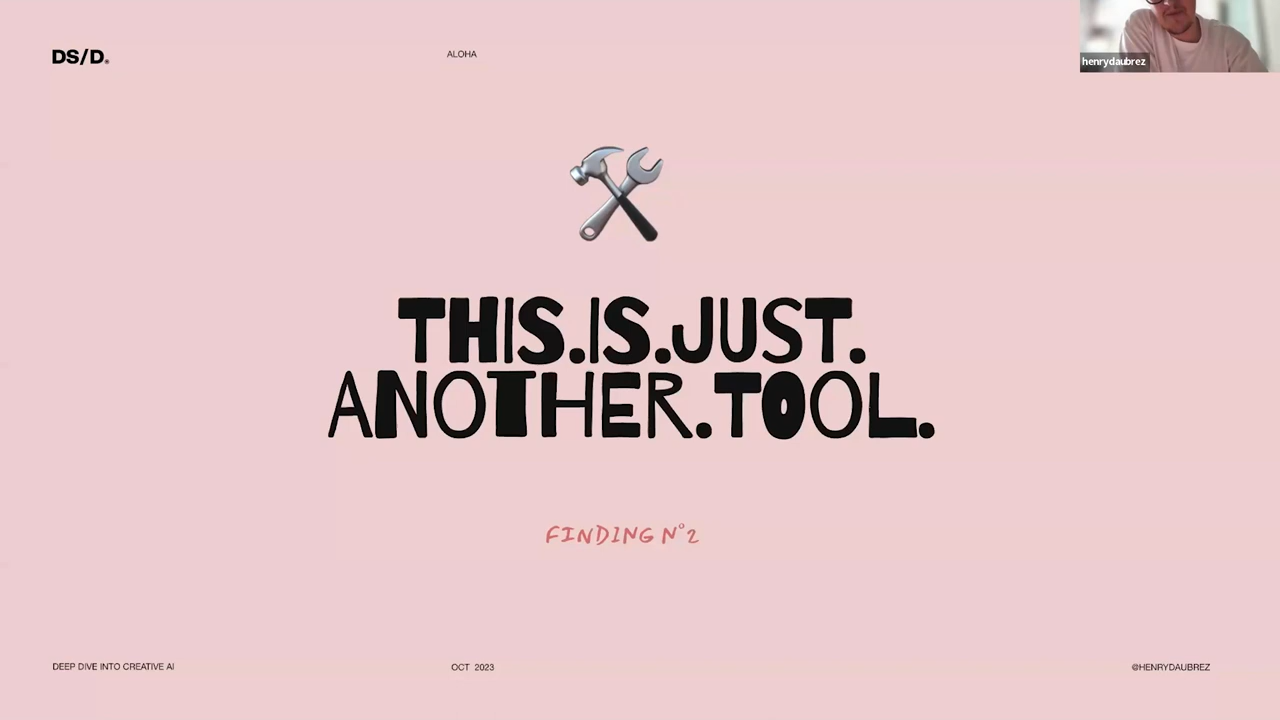 DS/D®
ALOHA
henrydaubrez
THIS.IS.JUST.
ANOTHER.TOOL.
FINDING N°2
DEEP DIVE INTO CREATIVE AI
OCT 2023
@HENRYDAUBREZ